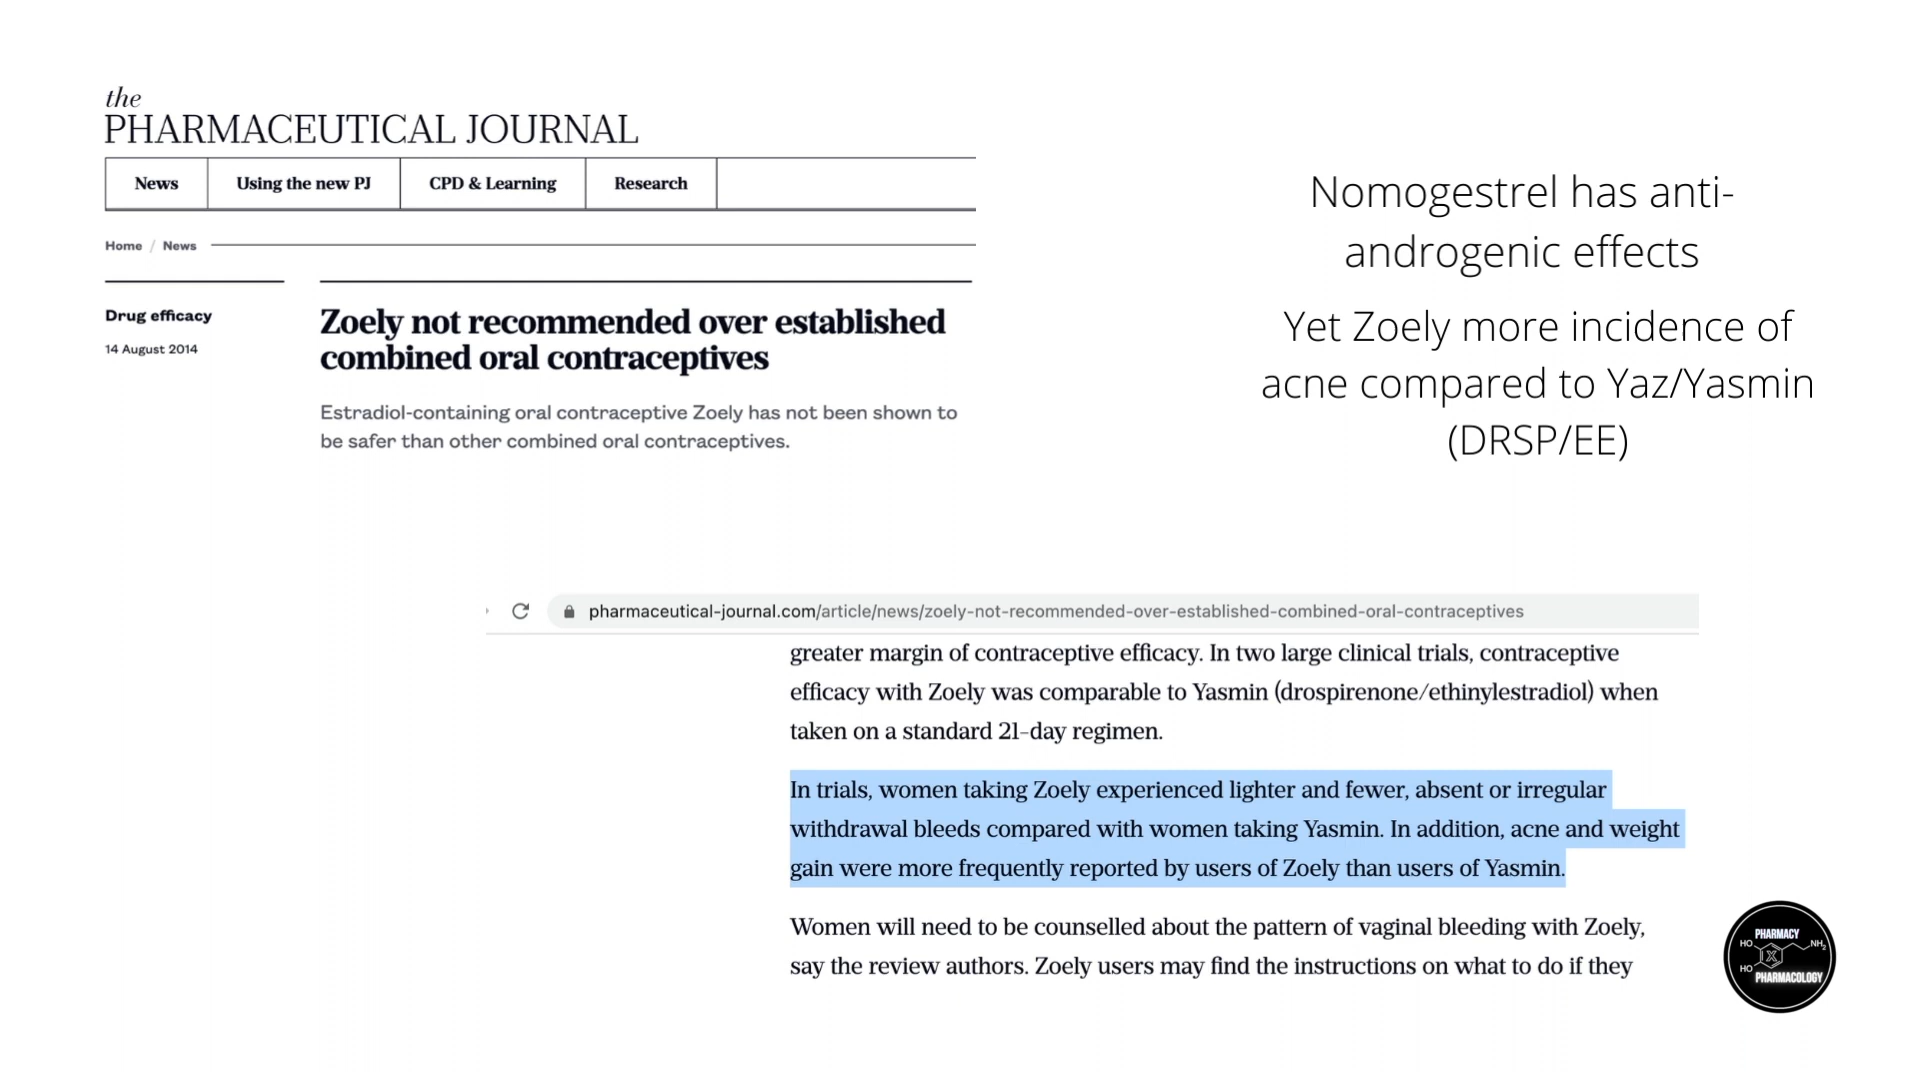 the
PHARMACEUTICAL JOURNAL
News
Using the new PJ
CPD & Learning
Research
Home / News
Drug efficacy
14 August 2014
Zoely not recommended over established
combined oral contraceptives
Estradiol-containing oral contraceptive Zoely has not been shown to
be safer than other combined oral contraceptives.
Nomogestrel has anti-
androgenic effects
Yet Zoely more incidence of
acne compared to Yaz/Yasmin
(DRSP/EE)
pharmaceutical-journal.com/article/news/zoely-not-recommended-over-established-combined-oral-contraceptives
greater margin of contraceptive efficacy. In two large clinical trials, contraceptive
efficacy with Zoely was comparable to Yasmin (drospirenone/ethinylestradiol) when
taken on a standard 21-day regimen.
In trials, women taking Zoely experienced lighter and fewer, absent or irregular
withdrawal bleeds compared with women taking Yasmin. In addition, acne and weight
gain were more frequently reported by users of Zoely than users of Yasmin.
Women will need to be counselled about the pattern of vaginal bleeding with Zoely,
say the review authors. Zoely users may find the instructions on what to do if they
PHARMACY
HO
NH2
X
HO
PHARMACOLOGY